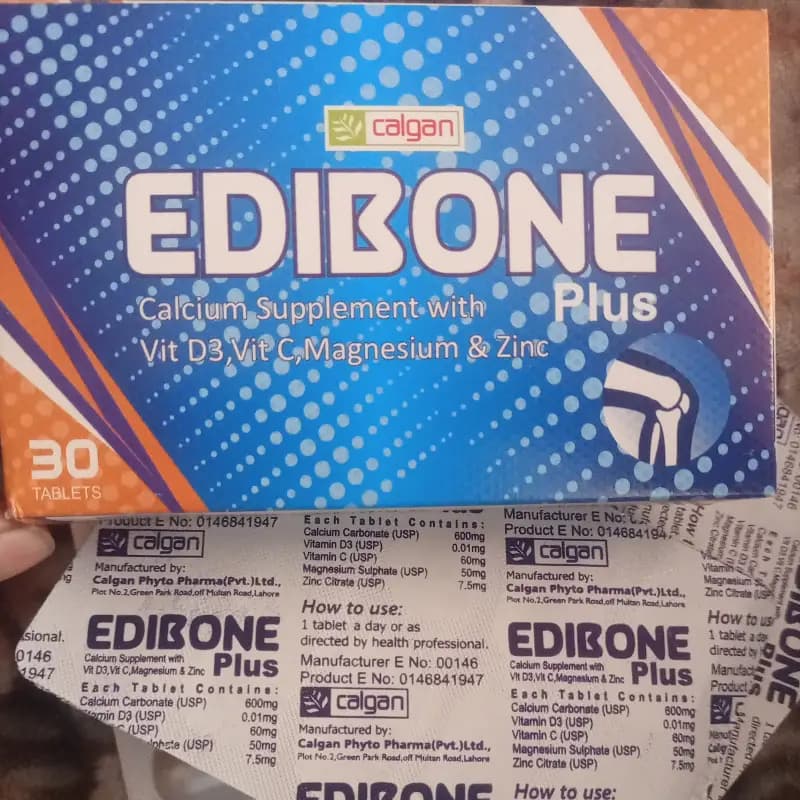 calgan
EDIBONE
Plus
Calcium Supplement with
Vit D3,Vit C,Magnesium & Zinc
30
TABLETS
Product E No: 0146841947
calgan
Manufactured by:
Calgan Phyto Pharma(Pvt.)Ltd.,
Plot No.2,Green Park Road,off Multan Road,Lahore
EDIBONE
Calcium Supplement with
Vit D3,Vit C,Magnesium & Zinc
Plus
Each Tablet Contains:
Calcium Carbonate (USP) 600mg
Vitamin D3 (USP) 0.01mg
Vitamin C (USP) 60mg
Sulphate (USP) 50mg
7.5mg
Each Tablet Contains:
Calcium Carbonate (USP) 600mg
Vitamin D3 (USP) 0.01mg
Vitamin C (USP) 60mg
Magnesium Sulphate (USP) 50mg
Zinc Citrate (USP) 7.5mg
How to use:
1 tablet a day or as
directed by health professional.
Manufacturer E No: 00146
Product E No: 0146841947
calgan
Manufactured by:
Calgan Phyto Pharma(Pvt.)Ltd.,
Plot No.2,Green Park Road,off Multan Road,Lahore
EDIBONE
Manufacturer E No:
Product E No: 014684194
calgan
Manufactured by:
Calgan Phyto Pharma(Pvt.)Ltd.,
Plot No.2,Green Park Road,off Multan Road,Lahore
EDIBONE
Calcium Supplement with
Vit D3,Vit C,Magnesium & Zinc
Plus
Each Tablet Contains:
Calcium Carbonate (USP) 600mg
Vitamin D3 (USP) 0.01mg
Vitamin C (USP) 60mg
Magnesium Sulphate (USP) 50mg
Zinc Citrate (USP) 7.5mg
How to use:
How to use
1 tablet a day
directed by
Product